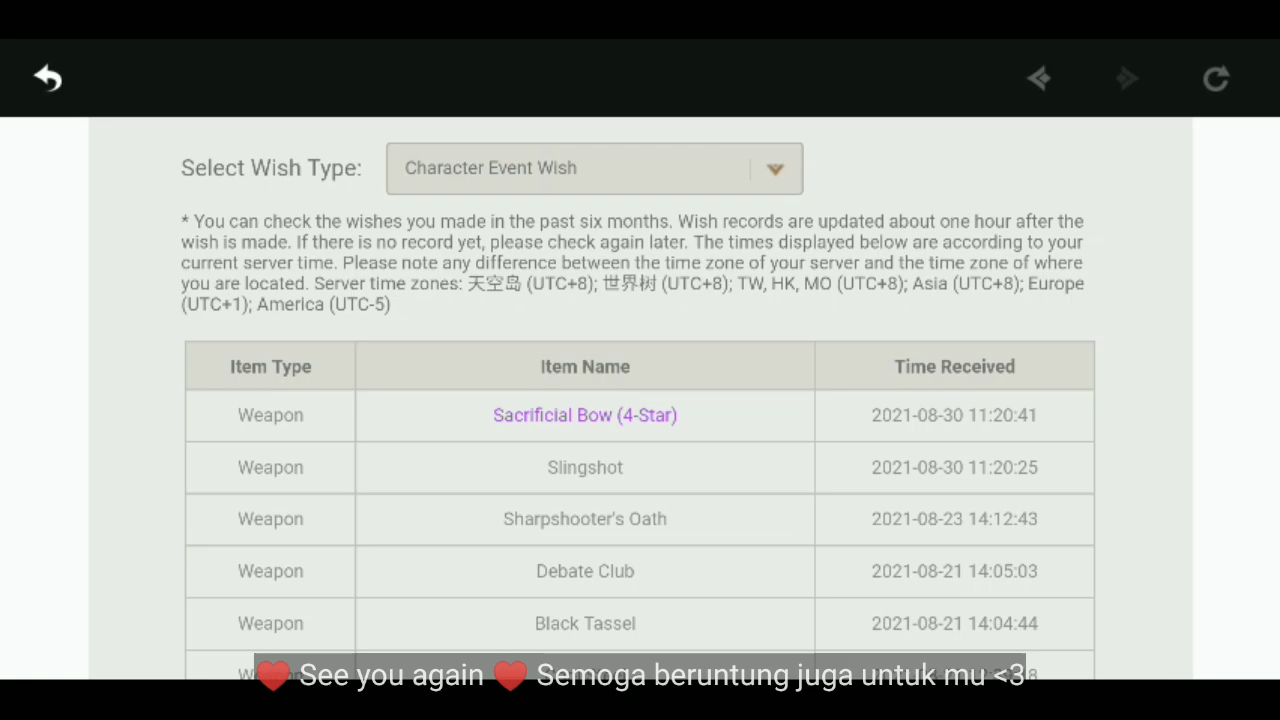 Select Wish Type: Character Event Wish
* You can check the wishes you made in the past six months. Wish records are updated about one hour after the
wish is made. If there is no record yet, please check again later. The times displayed below are according to your
current server time. Please note any difference between the time zone of your server and the time zone of where
you are located. Server time zones: 天空岛 (UTC+8); 世界树 (UTC+8); TW, HK, MO (UTC+8); Asia (UTC+8); Europe
(UTC+1); America (UTC-5)
Item Type Item Name Time Received
Weapon Sacrificial Bow (4-Star) 2021-08-30 11:20:41
Weapon Slingshot 2021-08-30 11:20:25
Weapon Sharpshooter's Oath 2021-08-23 14:12:43
Weapon Debate Club 2021-08-21 14:05:03
Weapon Black Tassel 2021-08-21 14:04:44
❤️ See you again ❤️ Semoga beruntung juga untuk mu <3